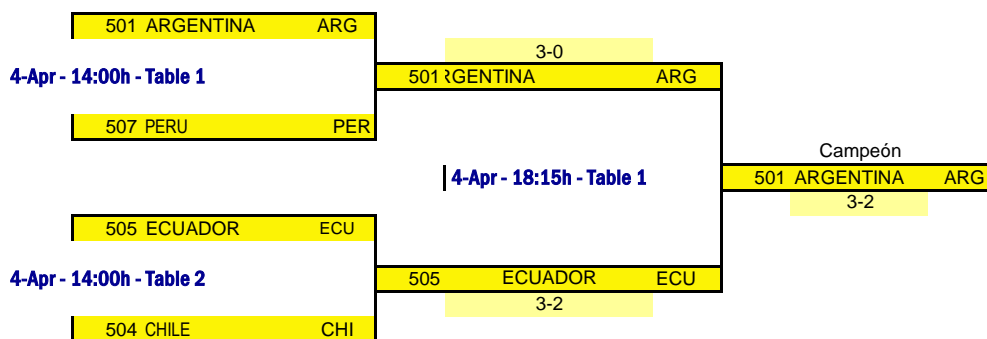 501 ARGENTINA ARG
3-0
4-Apr - 14:00h - Table 1
501 RGENTINA ARG
507 PERU PER
Campeón
4-Apr - 18:15h - Table 1
501 ARGENTINA ARG
3-2
505 ECUADOR ECU
4-Apr - 14:00h - Table 2
505 ECUADOR ECU
3-2
504 CHILE CHI